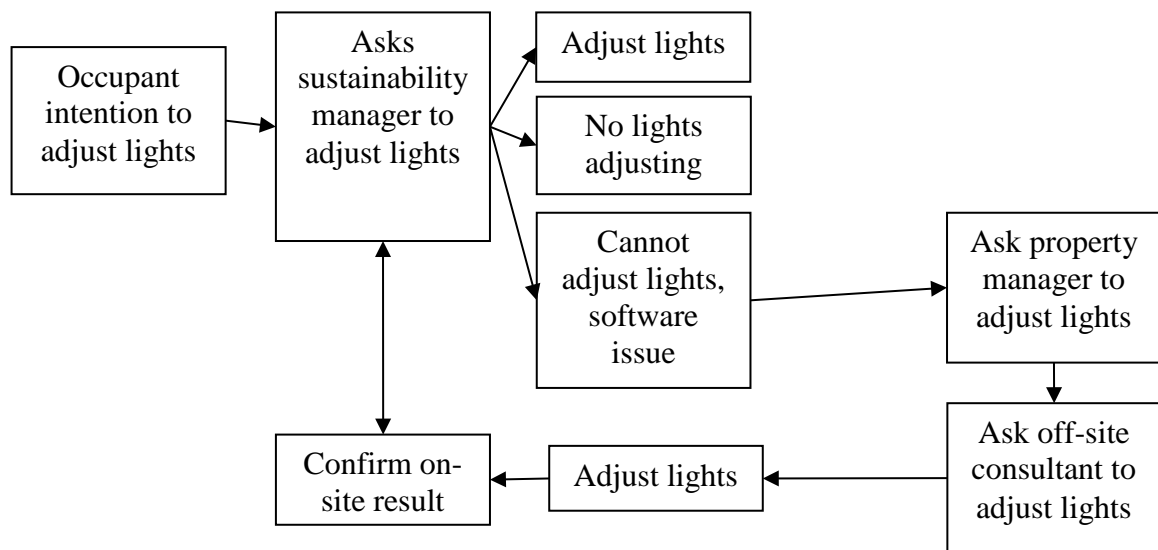 Occupant
intention to
adjust lights
Asks
sustainability
manager to
adjust lights
Adjust lights
No lights
adjusting
Cannot
adjust lights,
software
issue
Ask property
manager to
adjust lights
Ask off-site
consultant to
adjust lights
Adjust lights
Confirm on-
site result